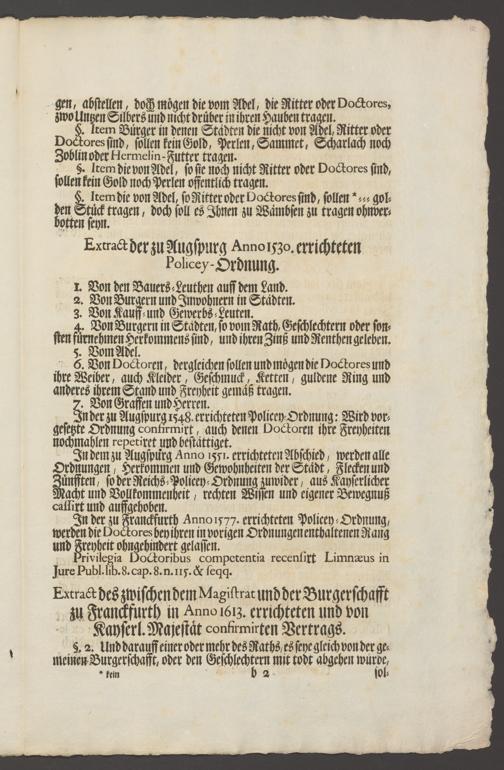 gen, abstellen, doch mögen die vom Adel, die Ritter oder Doctores,
zwo Untzen Silbers und nicht drüber in ihren Hauben tragen.
§. Item Bürger in denen Städten die nicht von Adel, Ritter oder
Doctores sind, sollen kein Gold, Perlen, Sammet, Scharlach noch
Zoblin oder Hermelin-Futter tragen.
§. Item die von Adel, so sie noch nicht Ritter oder Doctores sind,
sollen kein Gold noch Perlen offentlich tragen.
§. Item die von Adel, so Ritter oder Doctores sind, sollen *-- gol-
den Stück tragen, doch soll es Ihnen zu Wämbsen zu tragen ohnver-
botten seyn.
Extract der zu Augspurg Anno 1530. errichteten
Policey-Ordnung.
1. Von den Bauers-Leuthen auff dem Land.
2. Von Burgern und Inwohnern in Städten.
3. Von Kauff- und Gewerbs-Leuten.
4. Von Burgern in Städten, so vom Rath, Geschlechtern oder son-
sten fürnehmen Herkommens sind, und ihren Zinß und Renthen geleben.
5. Vom Adel.
6. Von Doctoren, dergleichen sollen und mögen die Doctores und
ihre Weiber, auch Kleider, Geschmuck, Ketten, guldene Ring und
anderes ihrem Stand und Freyheit gemäß tragen.
7. Von Graffen und Herren.
In der zu Augspurg 1548. errichteten Policey-Ordnung: Wird vor-
gesetzte Ordnung confirmirt, auch denen Doctoren ihre Freyheiten
nochmahlen repetiret und bestättiget.
In dem zu Augspurg Anno 1551. errichteten Abschied, werden alle
Ordnungen, Herkommen und Gewohnheiten der Städt, Flecken und
Zünfften, so der Reichs-Policey-Ordnung zuwider, aus Kayserlicher
Macht und Vollkommenheit, rechten Wissen und eigener Bewegnuß
cassirt und auffgehoben.
In der zu Franckfurth Anno 1577. errichteten Policey-Ordnung,
werden die Doctores bey ihren in vorigen Ordnungen enthaltenen Rang
und Freyheit ohngehindert gelassen.
Privilegia Doctoribus competentia recensirt Limnæus in
Jure Publ. lib. 8. cap. 8. n. 115. & seqq.
Extract des zwischen dem Magistrat und der Burgerschafft
zu Franckfurth in Anno 1613. errichteten und von
Kayserl. Majestät confirmirten Vertrags.
§. 2. Und darauff einer oder mehr des Raths, es seye gleich von der ge-
meinen Burgerschafft, oder den Geschlechtern mit todt abgehen würde,
* kein b 2 sol-